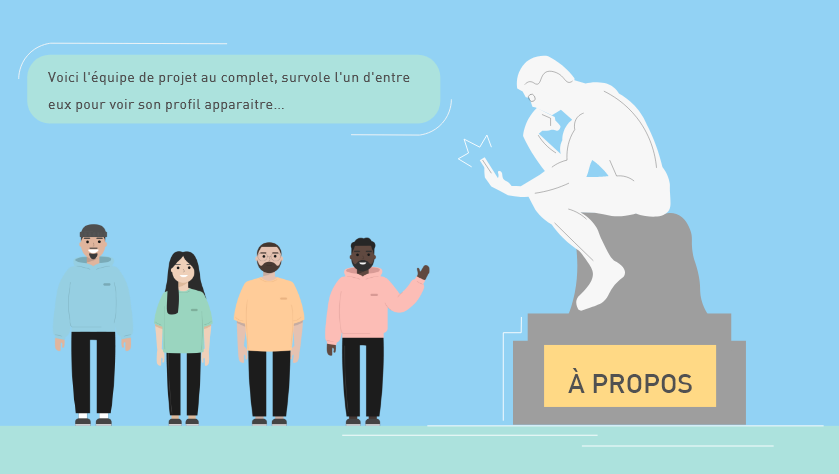 Voici l'équipe de projet au complet, survole l'un d'entre
eux pour voir son profil apparaitre...
À PROPOS